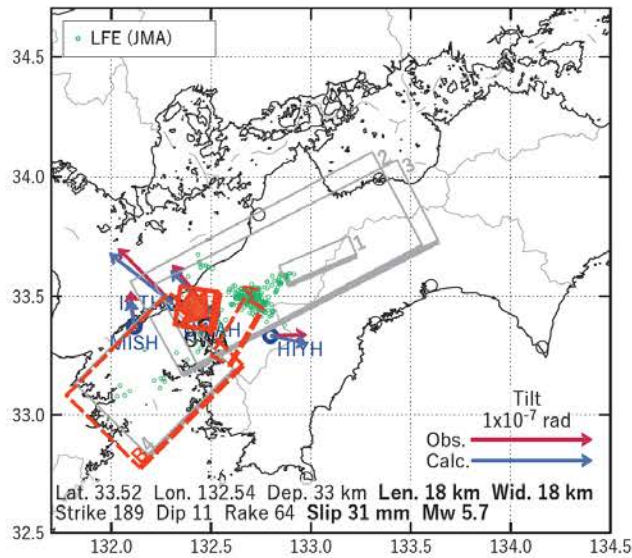 LFE (JMA)
34.5
34.0
33.5
33.0
32.5
2
3
1
MISH
HIYH
4
B
Tilt
1x10⁻⁷ rad
Obs.
Calc.
Lat. 33.52 Lon. 132.54 Dep. 33 km Len. 18 km Wid. 18 km
Strike 189 Dip 11 Rake 64 Slip 31 mm Mw 5.7
132.0 132.5 133.0 133.5 134.0 134.5